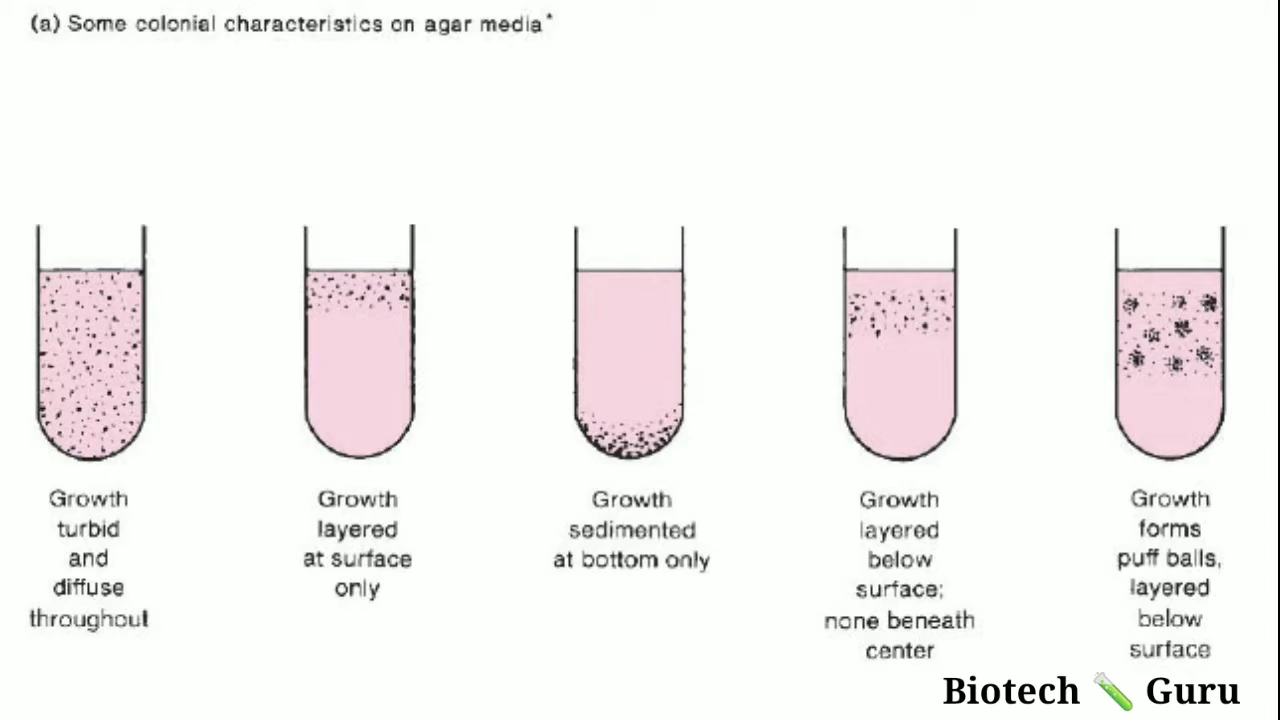 (a) Some colonial characteristics on agar media*
Growth
turbid
and
diffuse
throughout
Growth
layered
at surface
only
Growth
sedimented
at bottom only
Growth
layered
below
surface;
none beneath
center
Growth
forms
puff balls,
layered
below
surface
Biotech Guru